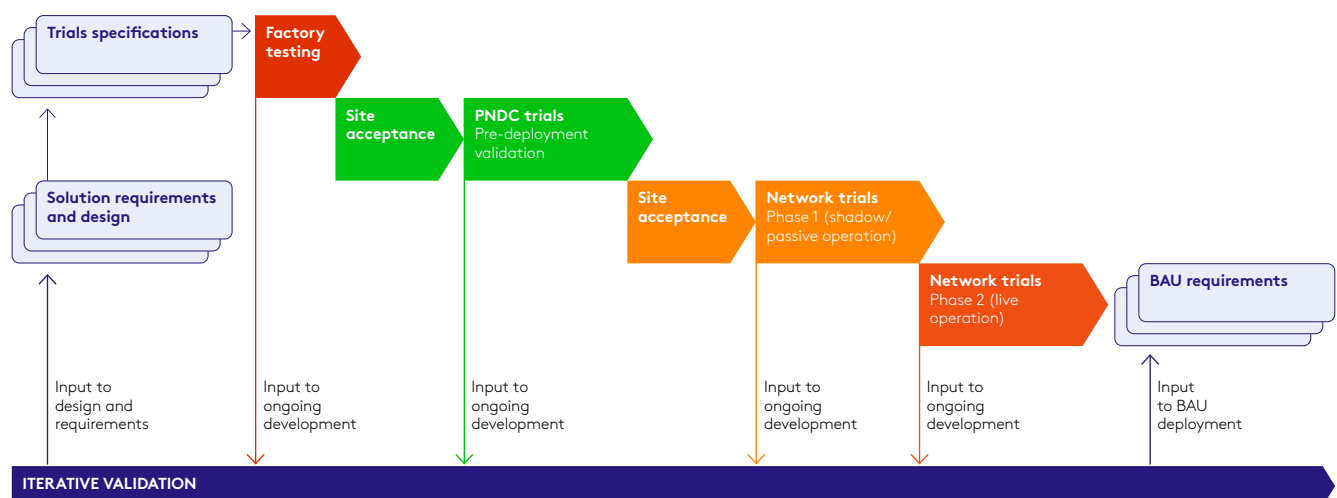 Trials specifications
Factory
testing
Site
acceptance
PNDC trials
Pre-deployment
validation
Solution requirements
and design
Site
acceptance
Network trials
Phase 1 (shadow/
passive operation)
Network trials
Phase 2 (live
operation)
BAU requirements
Input to
design and
requirements
Input to
ongoing
development
Input to
ongoing
development
Input to
ongoing
development
Input to
ongoing
development
Input
to BAU
deployment
ITERATIVE VALIDATION